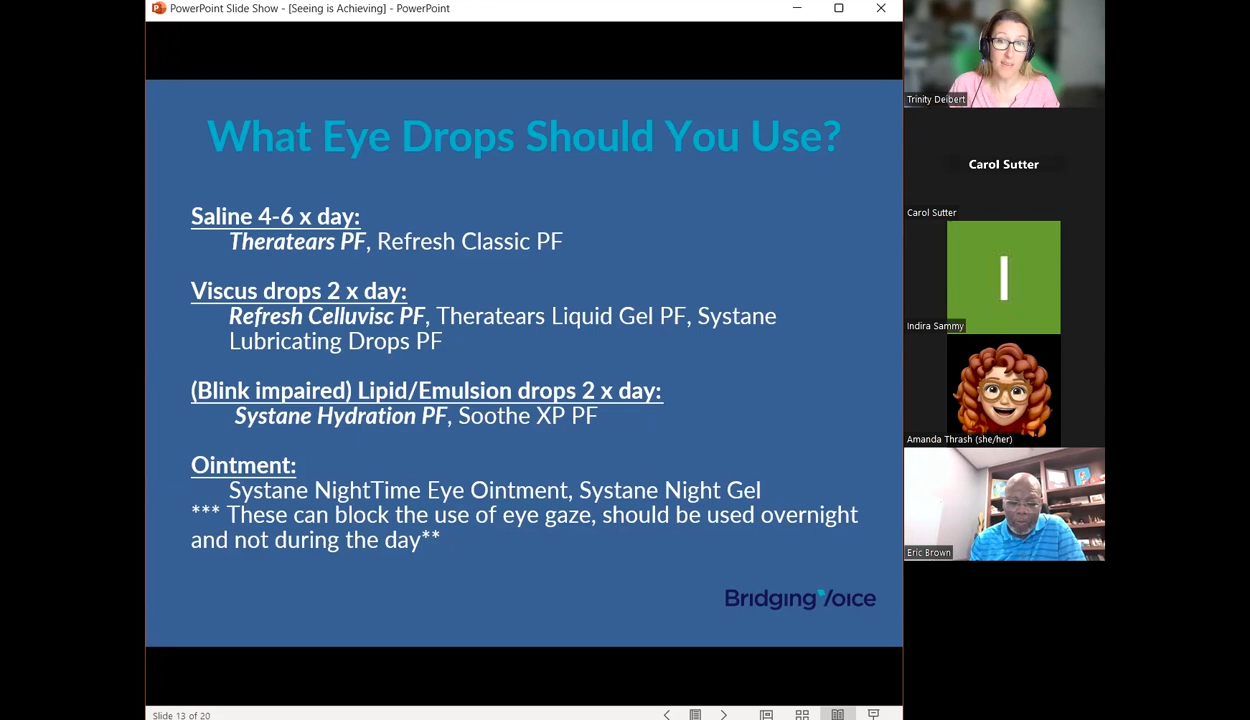 PowerPoint Slide Show - [Seeing is Achieving] - PowerPoint
What Eye Drops Should You Use?
Saline 4-6 x day:
Theratears PF, Refresh Classic PF
Viscus drops 2 x day:
Refresh Celluvisc PF, Theratears Liquid Gel PF, Systane
Lubricating Drops PF
(Blink impaired) Lipid/Emulsion drops 2 x day:
Systane Hydration PF, Soothe XP PF
Ointment:
Systane NightTime Eye Ointment, Systane Night Gel
*** These can block the use of eye gaze, should be used overnight
and not during the day**
Bridging Voice
Slide 13 of 20
Trinity Deibert
Carol Sutter
Carol Sutter
I
Indira Sammy
Amanda Thrash (she/her)
Eric Brown